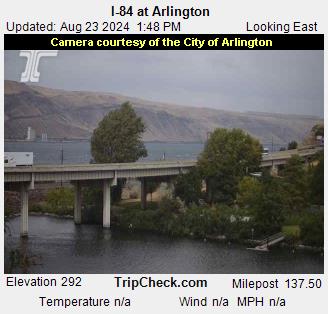 I-84 at Arlington
Updated: Aug 23 2024 1:48 PM Looking East
Camera courtesy of the City of Arlington
Elevation 292 TripCheck.com Milepost 137.50
Temperature n/a Wind n/a MPH n/a